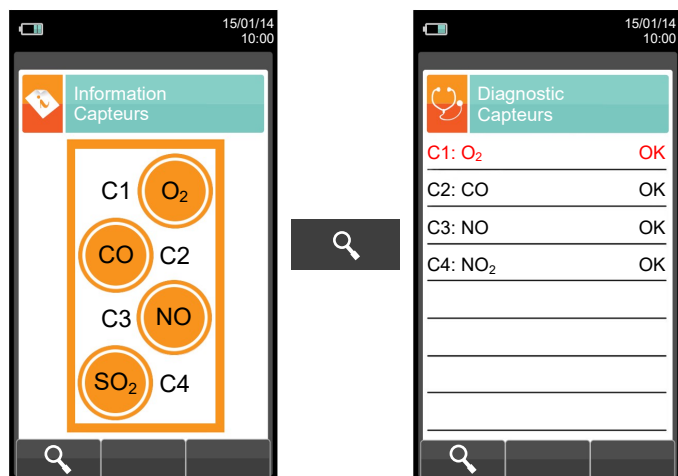 15/01/14
10:00
Information
Capteurs
C1 O₂
CO C2
C3 NO
SO₂ C4
15/01/14
10:00
Diagnostic
Capteurs
C1: O₂ OK
C2: CO OK
C3: NO OK
C4: NO₂ OK